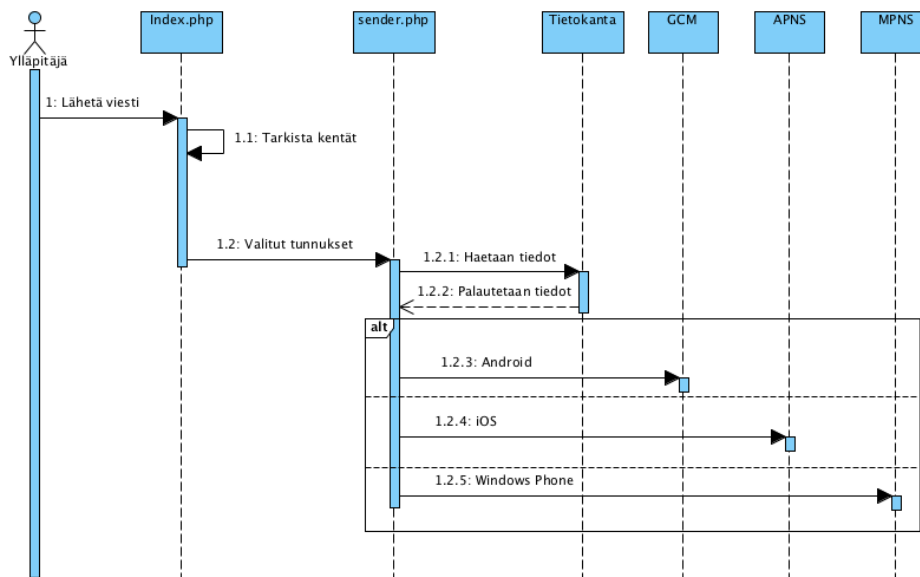 Index.php
sender.php
Tietokanta
GCM
APNS
MPNS
Ylläpitäjä
1: Lähetä viesti
1.1: Tarkista kentät
1.2: Valitut tunnukset
1.2.1: Haetaan tiedot
1.2.2: Palautetaan tiedot
alt
1.2.3: Android
1.2.4: iOS
1.2.5: Windows Phone